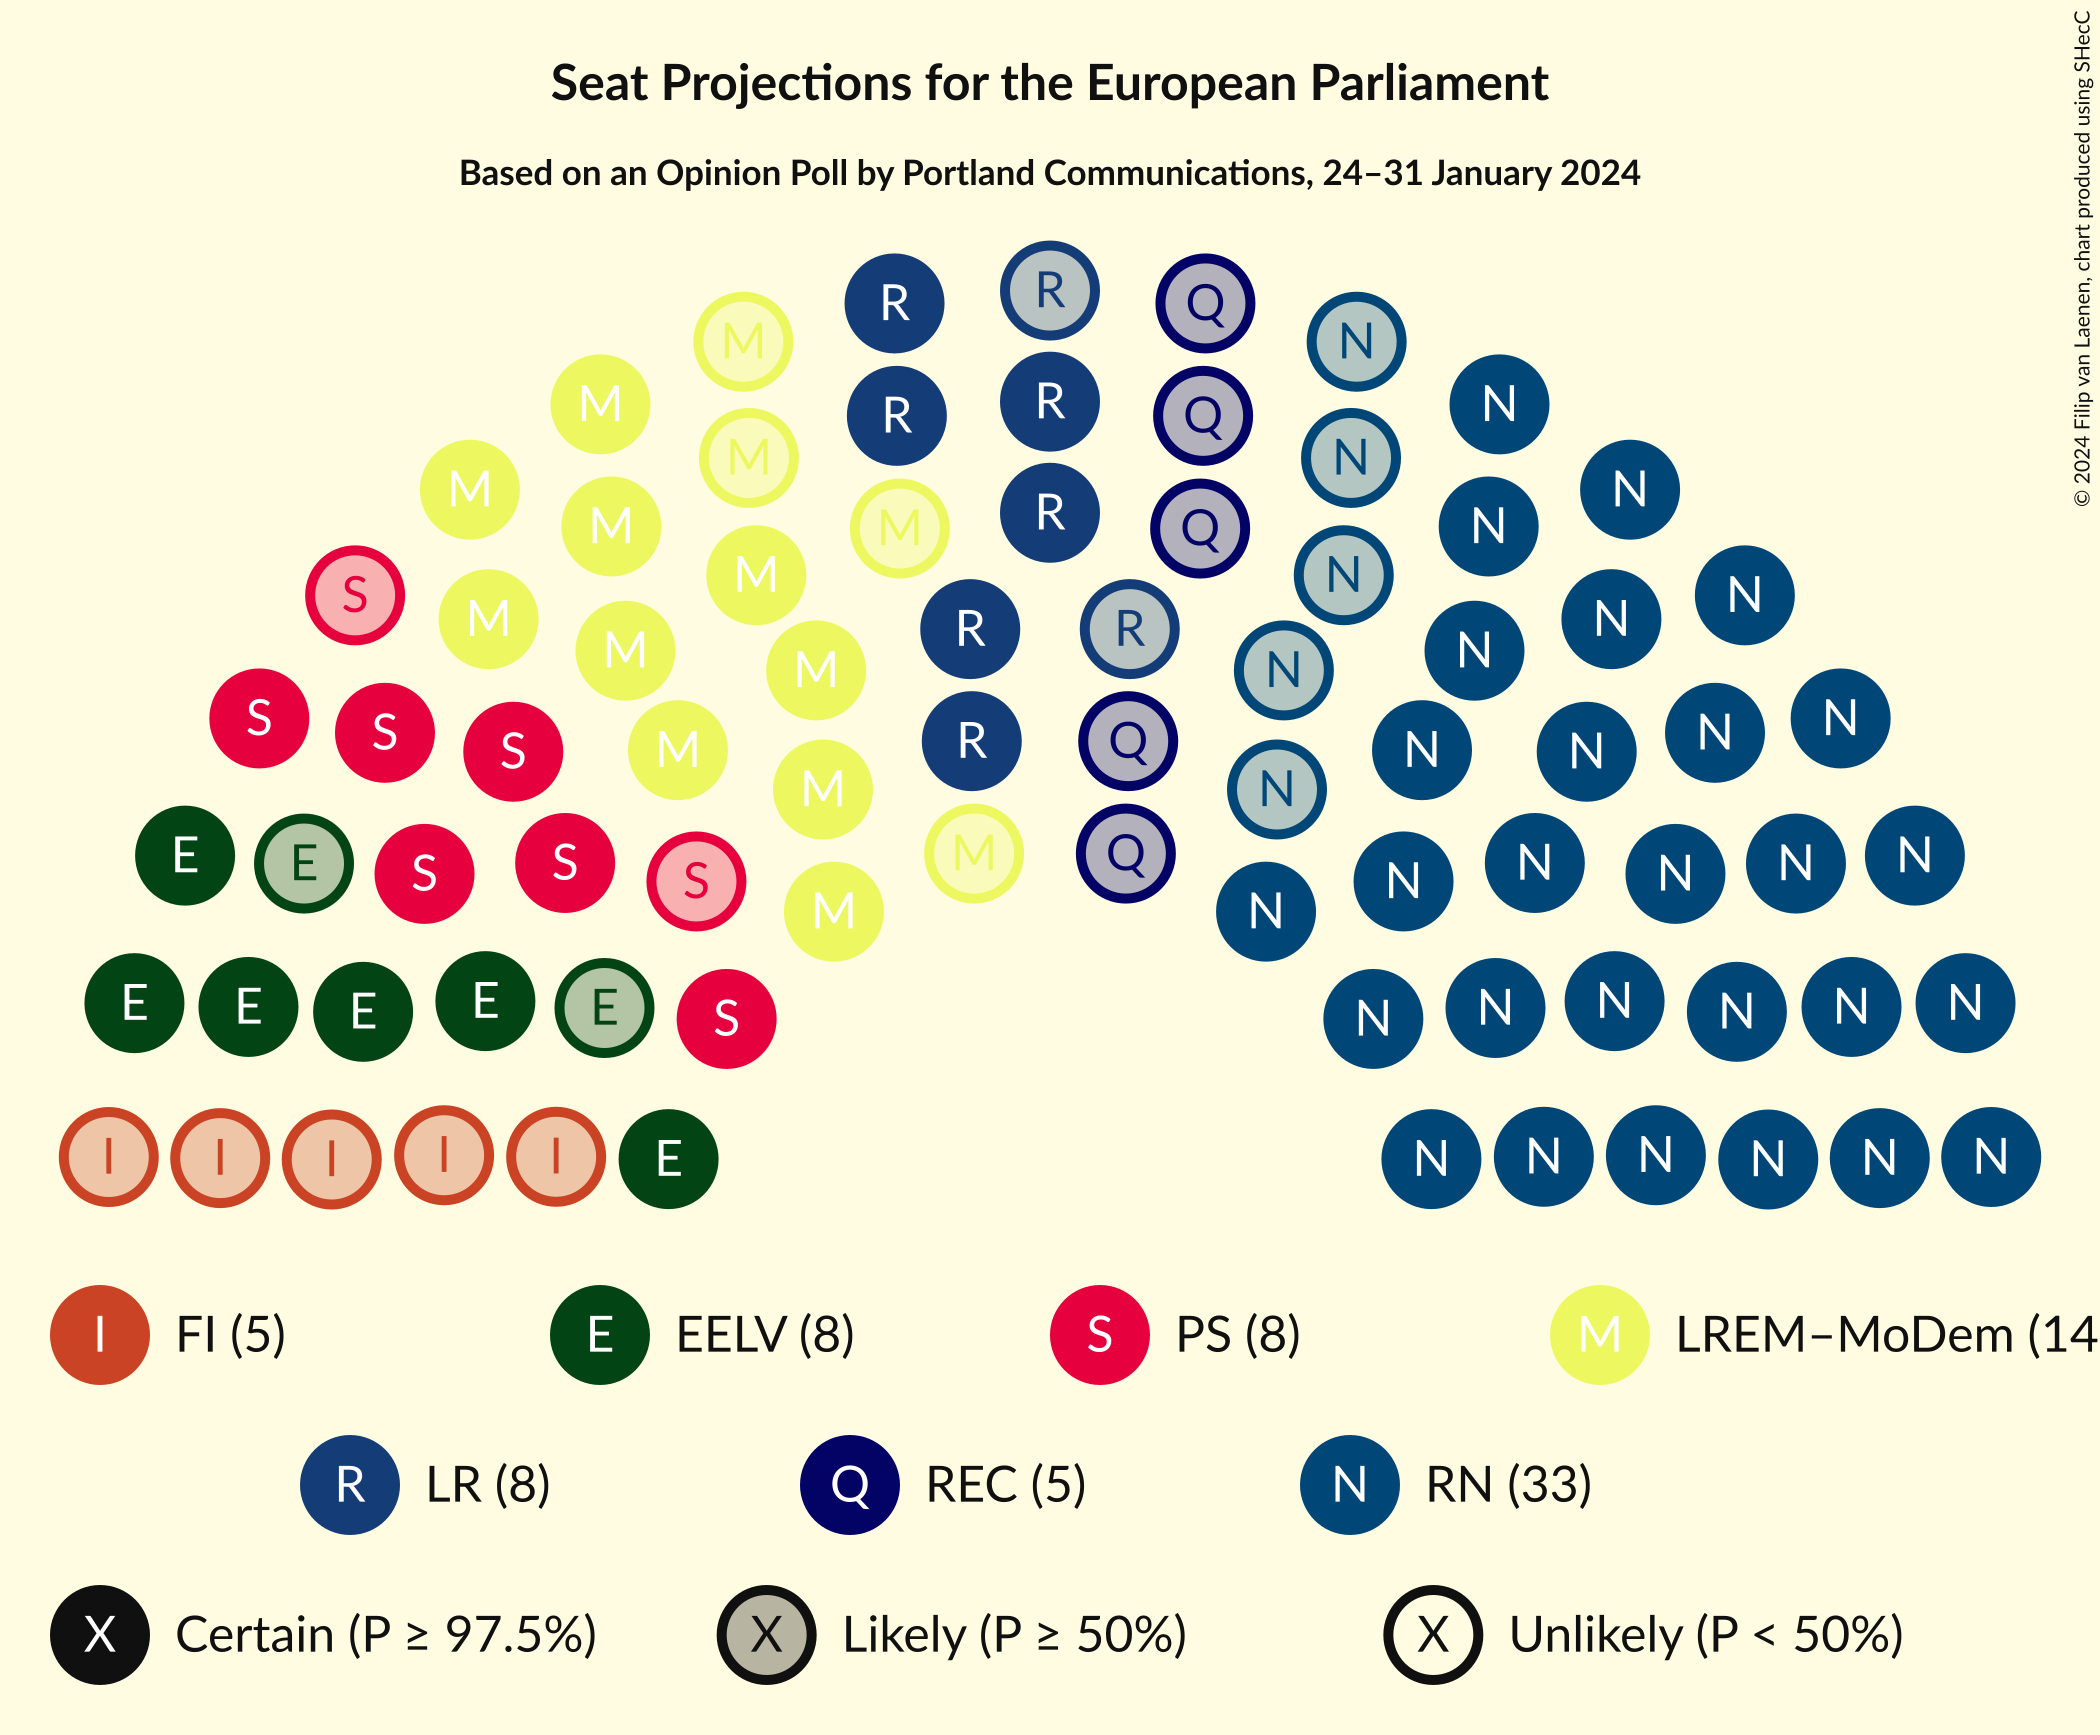 Seat Projections for the European Parliament
Based on an Opinion Poll by Portland Communications, 24–31 January 2024
© 2024 Filip van Laenen, chart produced using SHecC
R
M R Q N
M R R Q N
M M R Q N
M M M R Q N
S M M M N N N
M R R
M N N N
S S S M R Q N N N N
M N
E E S S S M Q N N N N N
M N
E E E E E S N N N N N N
I I I I I E N N N N N N
I FI (5) E EELV (8) S PS (8) M LREM–MoDem (14
R LR (8) Q REC (5) N RN (33)
X Certain (P ≥ 97.5%) X Likely (P ≥ 50%) X Unlikely (P < 50%)